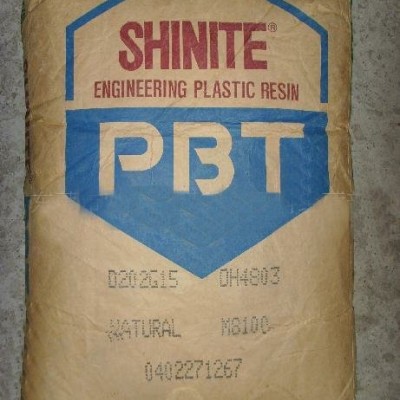 SHINITE®
ENGINEERING PLASTIC RESIN
PBT
D202G15 DH4803
NATURAL M8100
0402271267